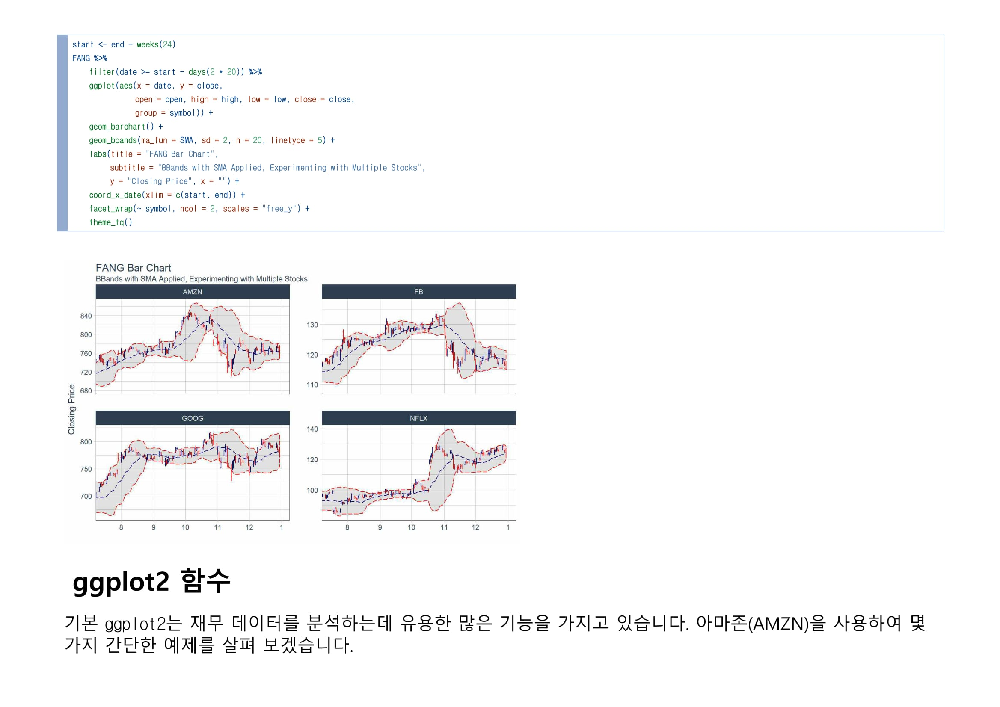 start <- end - weeks(24)
FANG %>%
filter(date >= start - days(2 * 20)) %>%
ggplot(aes(x = date, y = close,
open = open, high = high, low = low, close = close,
group = symbol)) +
geom_barchart() +
geom_bbands(ma_fun = SMA, sd = 2, n = 20, linetype = 5) +
labs(title = "FANG Bar Chart",
subtitle = "BBands with SMA Applied, Experimenting with Multiple Stocks",
y = "Closing Price", x = "") +
coord_x_date(xlim = c(start, end)) +
facet_wrap(~ symbol, ncol = 2, scales = "free_y") +
theme_tq()
FANG Bar Chart
BBands with SMA Applied, Experimenting with Multiple Stocks
Closing Price
AMZN
840
800
760
720
680
FB
130
120
110
GOOG
800
750
700
8 9 10 11 12 1
NFLX
140
120
100
8 9 10 11 12 1
ggplot2 함수
기본 ggplot2는 재무 데이터를 분석하는데 유용한 많은 기능을 가지고 있습니다. 아마존(AMZN)을 사용하여 몇
가지 간단한 예제를 살펴 보겠습니다.